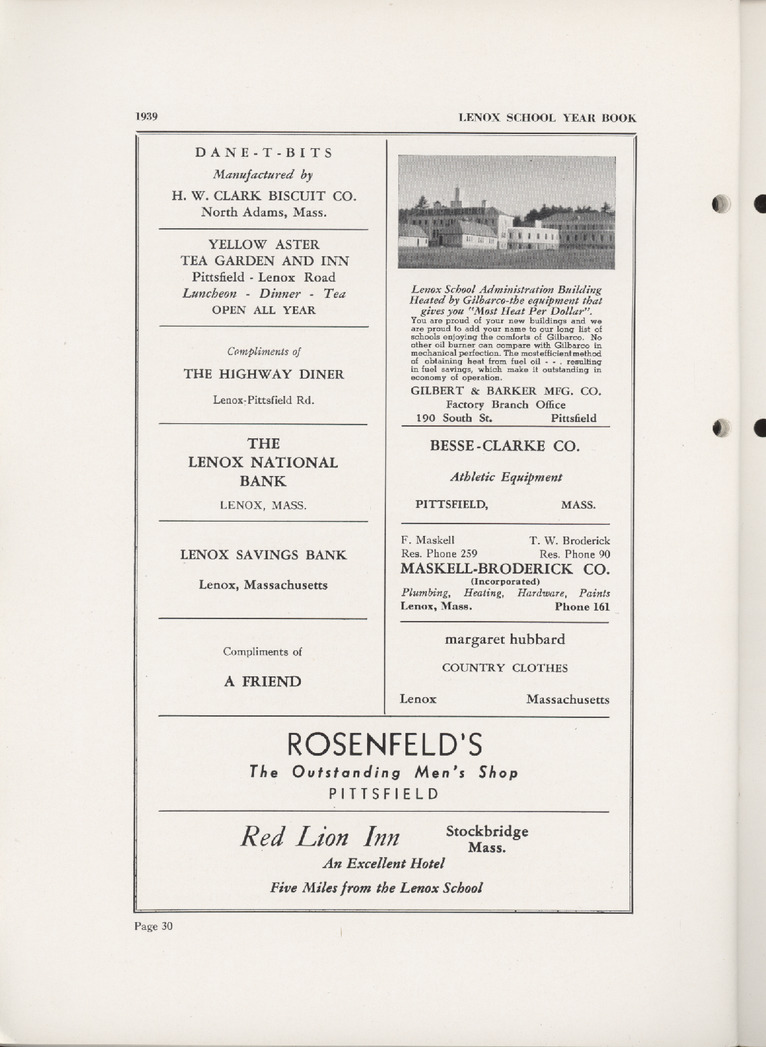 1939
LENOX SCHOOL YEAR BOOK
DANE-T-BITS
Manufactured by
H. W. CLARK BISCUIT CO.
North Adams, Mass.
YELLOW ASTER
TEA GARDEN AND INN
Pittsfield - Lenox Road
Luncheon - Dinner - Tea
OPEN ALL YEAR
Compliments of
THE HIGHWAY DINER
Lenox-Pittsfield Rd.
THE
LENOX NATIONAL
BANK
LENOX, MASS.
LENOX SAVINGS BANK
Lenox, Massachusetts
Compliments of
A FRIEND
Lenox School Administration Building
Heated by Gilbarco-the equipment that
gives you "Most Heat Per Dollar".
You are proud of your new buildings and we
are proud to add your name to our long list of
schools enjoying the comforts of Gilbarco. No
other oil burner can compare with Gilbarco in
mechanical perfection. The most efficient method
of obtaining heat from fuel oil - - - resulting
in fuel savings, which make it outstanding in
economy of operation.
GILBERT & BARKER MFG. CO.
Factory Branch Office
190 South St. Pittsfield
BESSE-CLARKE CO.
Athletic Equipment
PITTSFIELD, MASS.
F. Maskell T. W. Broderick
Res. Phone 259 Res. Phone 90
MASKELL-BRODERICK CO.
(Incorporated)
Plumbing, Heating, Hardware, Paints
Lenox, Mass. Phone 161
margaret hubbard
COUNTRY CLOTHES
Lenox Massachusetts
ROSENFELD'S
The Outstanding Men's Shop
PITTSFIELD
Red Lion Inn Stockbridge
Mass.
An Excellent Hotel
Five Miles from the Lenox School
Page 30